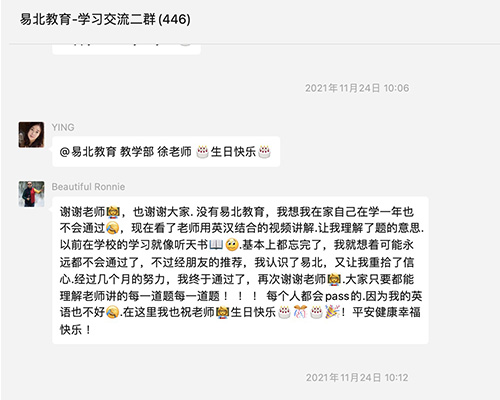 易北教育-学习交流二群(446)
2021年11月24日 10:06
YING
@易北教育 教学部 徐老师 🎂生日快乐🎂
Beautiful Ronnie
谢谢老师👩‍🏫，也谢谢大家. 没有易北教育，我想我在家自己在学一年也
不会通过😪，现在看了老师用英汉结合的视频讲解.让我理解了题的意思.
以前在学校的学习就像听天书📖🥲.基本上都忘完了，我就想着可能永
远都不会通过了，不过经朋友的推荐，我认识了易北，又让我重拾了信
心.经过几个月的努力，我终于通过了，再次谢谢老师👩‍🏫.大家只要都能
理解老师讲的每一道题每一道题！！！ 每个人都会pass的.因为我的英
语也不好😪.在这里我也祝老师👩‍🏫生日快乐🎂🎊🎂🎉！平安健康幸福
快乐！
2021年11月24日 10:12